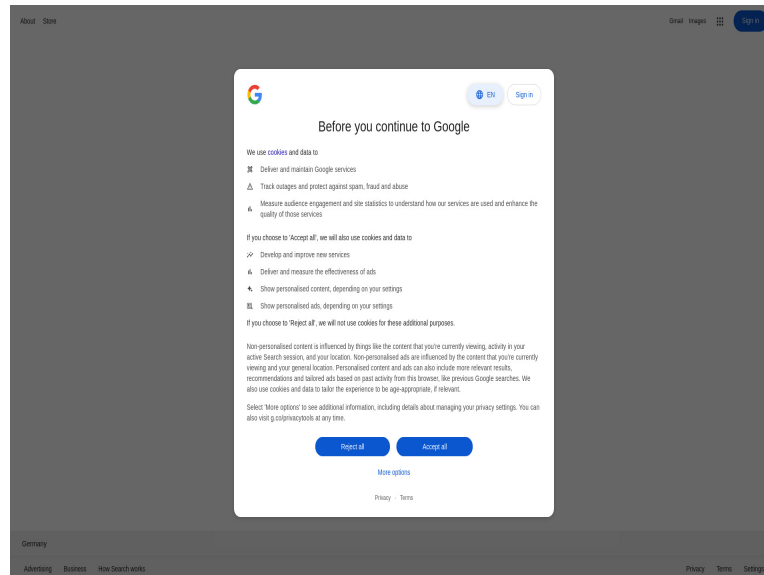 About Store
Gmail Images
Sign in
EN
Sign in
Before you continue to Google
We use cookies and data to
Deliver and maintain Google services
Track outages and protect against spam, fraud and abuse
Measure audience engagement and site statistics to understand how our services are used and enhance the
quality of those services
If you choose to 'Accept all', we will also use cookies and data to
Develop and improve new services
Deliver and measure the effectiveness of ads
Show personalised content, depending on your settings
Show personalised ads, depending on your settings
If you choose to 'Reject all', we will not use cookies for these additional purposes.
Non-personalised content is influenced by things like the content that you're currently viewing, activity in your
active Search session, and your location. Non-personalised ads are influenced by the content that you're currently
viewing and your general location. Personalised content and ads can also include more relevant results,
recommendations and tailored ads based on past activity from this browser, like previous Google searches. We
also use cookies and data to tailor the experience to be age-appropriate, if relevant.
Select 'More options' to see additional information, including details about managing your privacy settings. You can
also visit g.co/privacytools at any time.
Reject all Accept all
More options
Privacy · Terms
Germany
Advertising Business How Search works Privacy Terms Settings